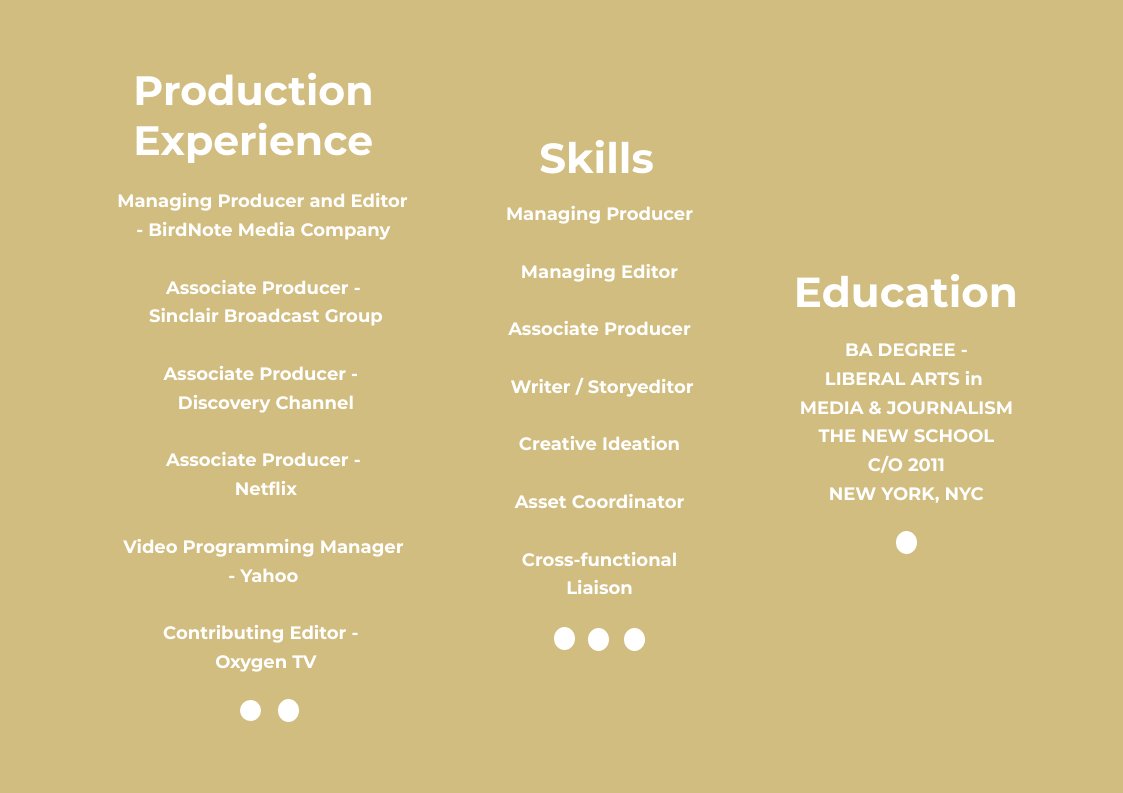 Production
Experience
Managing Producer and Editor
- BirdNote Media Company
Associate Producer -
Sinclair Broadcast Group
Associate Producer -
Discovery Channel
Associate Producer -
Netflix
Video Programming Manager
- Yahoo
Contributing Editor -
Oxygen TV
Skills
Managing Producer
Managing Editor
Associate Producer
Writer / Storyeditor
Creative Ideation
Asset Coordinator
Cross-functional
Liaison
Education
BA DEGREE -
LIBERAL ARTS in
MEDIA & JOURNALISM
THE NEW SCHOOL
C/O 2011
NEW YORK, NYC